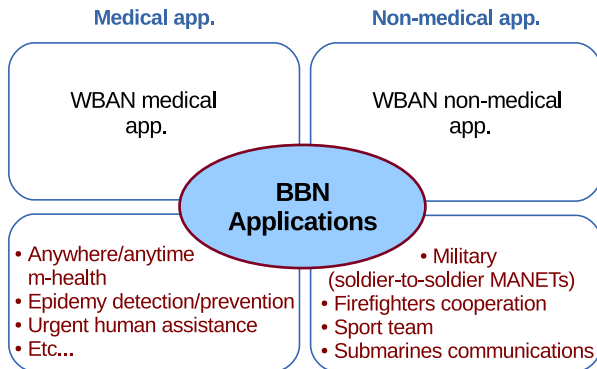 Medical app.
Non-medical app.
WBAN medical
app.
WBAN non-medical
app.
BBN
Applications
• Anywhere/anytime
m-health
• Epidemy detection/prevention
• Urgent human assistance
• Etc...
• Military
(soldier-to-soldier MANETs)
• Firefighters cooperation
• Sport team
• Submarines communications